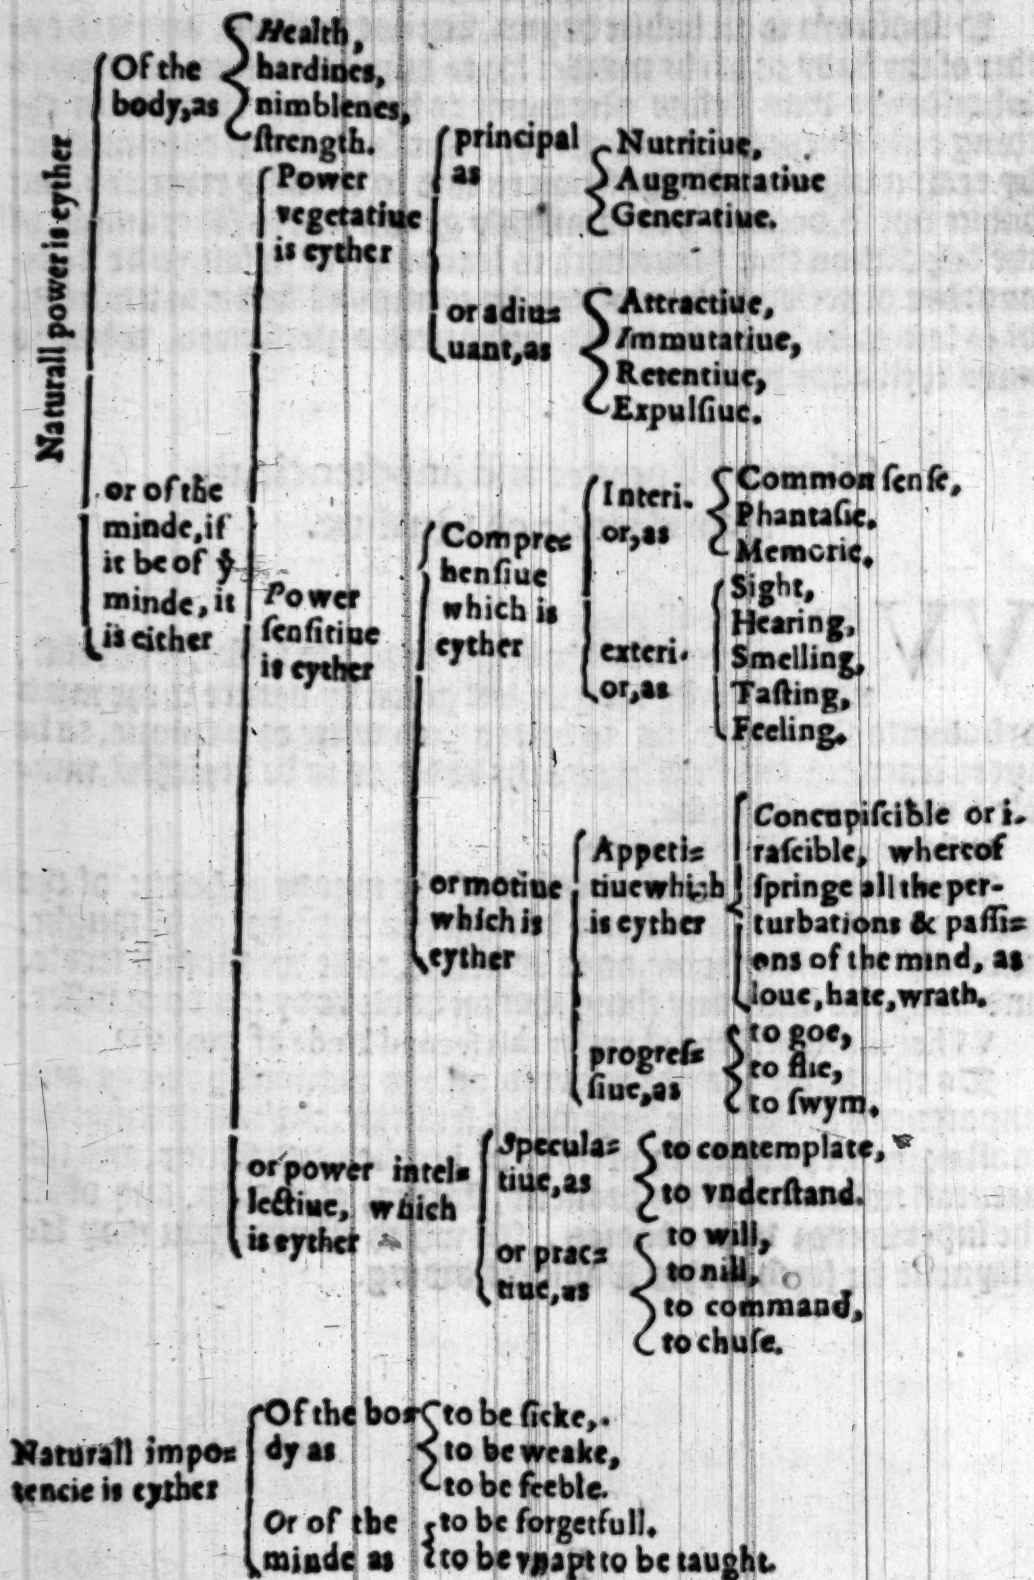 Naturall power is eyther
Of the
body,as
Health,
hardines,
nimblenes,
ſtrength.
or of the
minde,if
it be of yͤ
minde, it
is either
Power
vegetatiue
is eyther
principal
as
Nutritiue,
Augmentatiue
Generatiue.
or adiu=
uant,as
Attractiue,
Immutatiue,
Retentiue,
Expulſiue.
Power
ſenſitiue
is eyther
Compre=
henſiue
which is
eyther
Interi.
or,as
Common ſenſe,
Phantaſie.
Memorie.
exteri.
or,as
Sight,
Hearing,
Smelling,
Taſting,
Feeling.
or motiue
which is
eyther
Appeti=
tiue which
is eyther
Concupiſcible or i-
raſcible, whereof
ſpringe all the per-
turbations & paſſi=
ons of the mind, as
loue,hate,wrath.
progreſ=
ſiue,as
to goe,
to flie,
to ſwym.
or power intel=
lectiue, which
is eyther
Specula=
tiue,as
to contemplate,
to vnderſtand.
or prac=
tiue,as
to will,
to nill,
to command,
to chuſe.
Naturall impo=
tencie is eyther
Of the bo=
dy as
to be ſicke,.
to be weake,
to be feeble.
Or of the
minde as
to be forgetfull.
to be vnapt to be taught.